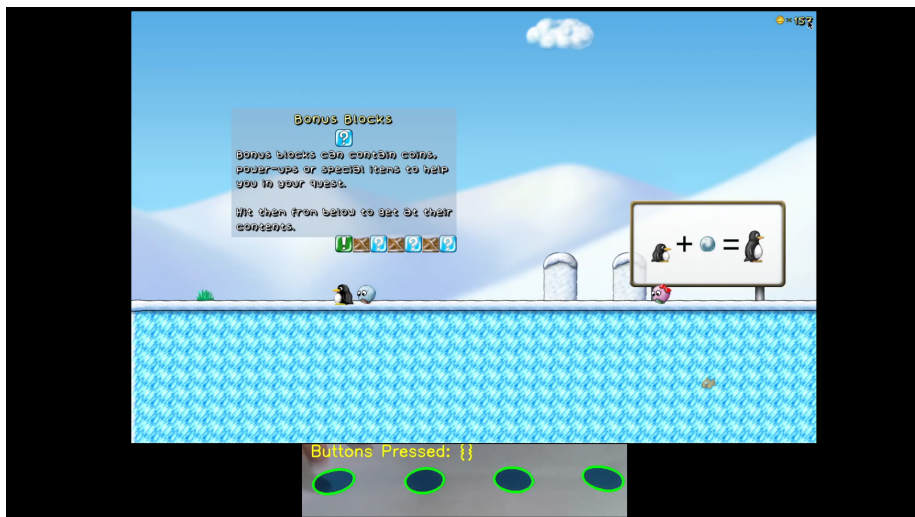 × 157
Bonus Blocks
Bonus blocks can contain coins,
power-ups or special items to help
you in your quest.
Hit them from below to get at their
contents.
+ =
Buttons Pressed: {}